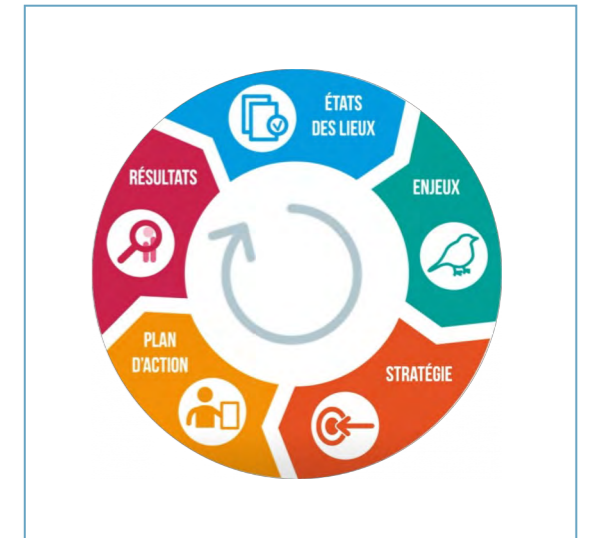 ÉTATS
DES LIEUX
ENJEUX
STRATÉGIE
PLAN
D'ACTION
RÉSULTATS